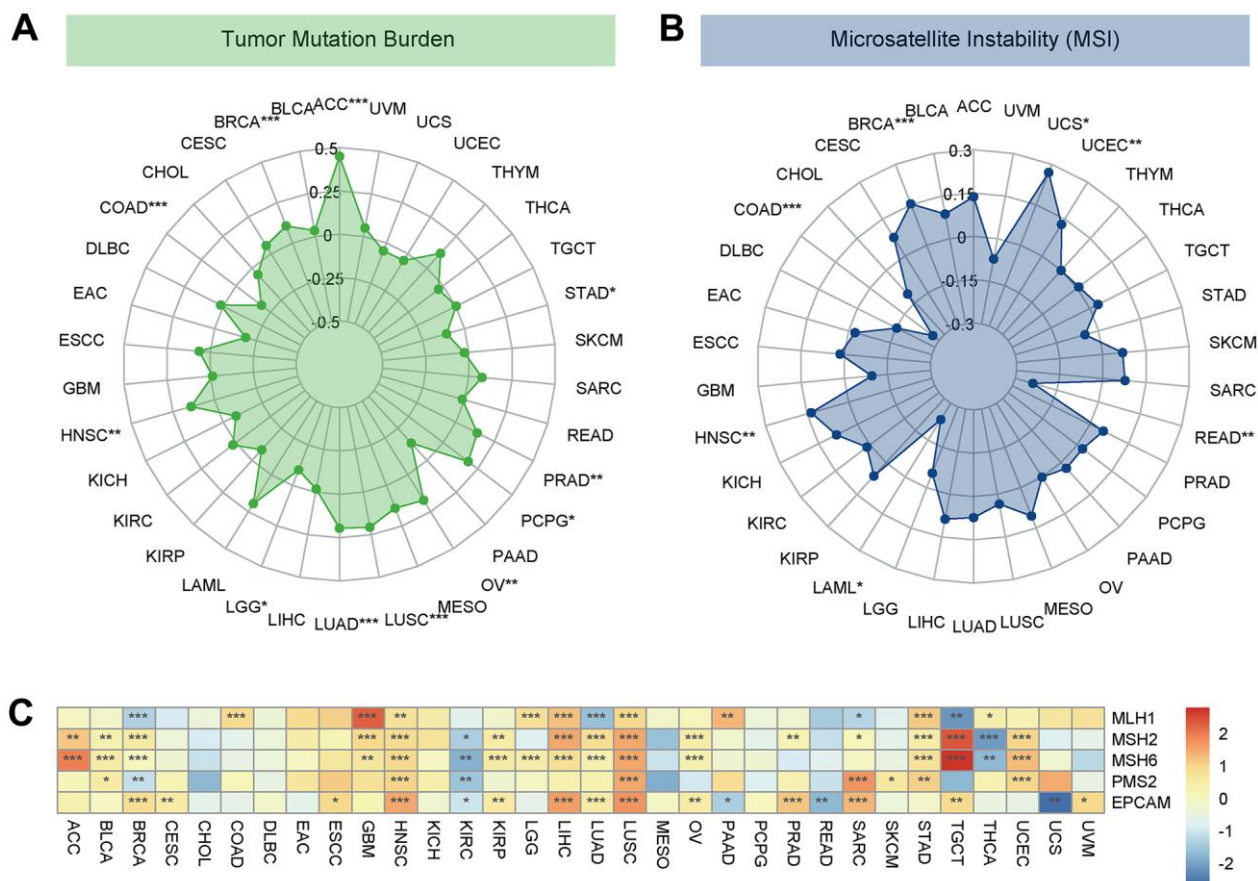 A
Tumor Mutation Burden
ACC***
UVM
UCS
UCEC
THYM
THCA
TGCT
STAD*
SKCM
SARC
READ
PRAD**
PCPG*
PAAD
OV**
MESO
LUSC***
LUAD***
LIHC
LGG*
LAML
KIRP
KIRC
KICH
HNSC**
GBM
ESCC
EAC
DLBC
COAD***
CHOL
CESC
BRCA***
BLCA
0.5
0.25
0
-0.25
-0.5
B
Microsatellite Instability (MSI)
ACC
UVM
UCS*
UCEC**
THYM
THCA
TGCT
STAD
SKCM
SARC
READ**
PRAD
PCPG
PAAD
OV
MESO
LUSC
LUAD
LIHC
LGG
LAML*
KIRP
KIRC
KICH
HNSC**
GBM
ESCC
EAC
DLBC
COAD***
CHOL
CESC
BRCA***
BLCA
0.3
0.15
0
-0.15
-0.3
C
*** *** *** ** *** *** *** *** ** * *** ** * MLH1
** ** *** *** *** * ** *** *** *** *** ** * *** *** *** *** MSH2
*** *** *** ** *** ** *** *** *** *** *** *** *** *** ** *** MSH6
* ** *** ** *** *** * ** *** PMS2
*** ** * *** * ** *** *** *** ** * *** ** *** ** ** * EPCAM
ACC
BLCA
BRCA
CESC
CHOL
COAD
DLBC
EAC
ESCC
GBM
HNSC
KICH
KIRC
KIRP
LGG
LIHC
LUAD
LUSC
MESO
OV
PAAD
PCPG
PRAD
READ
SARC
SKCM
STAD
TGCT
THCA
UCEC
UCS
UVM
2
1
0
-1
-2